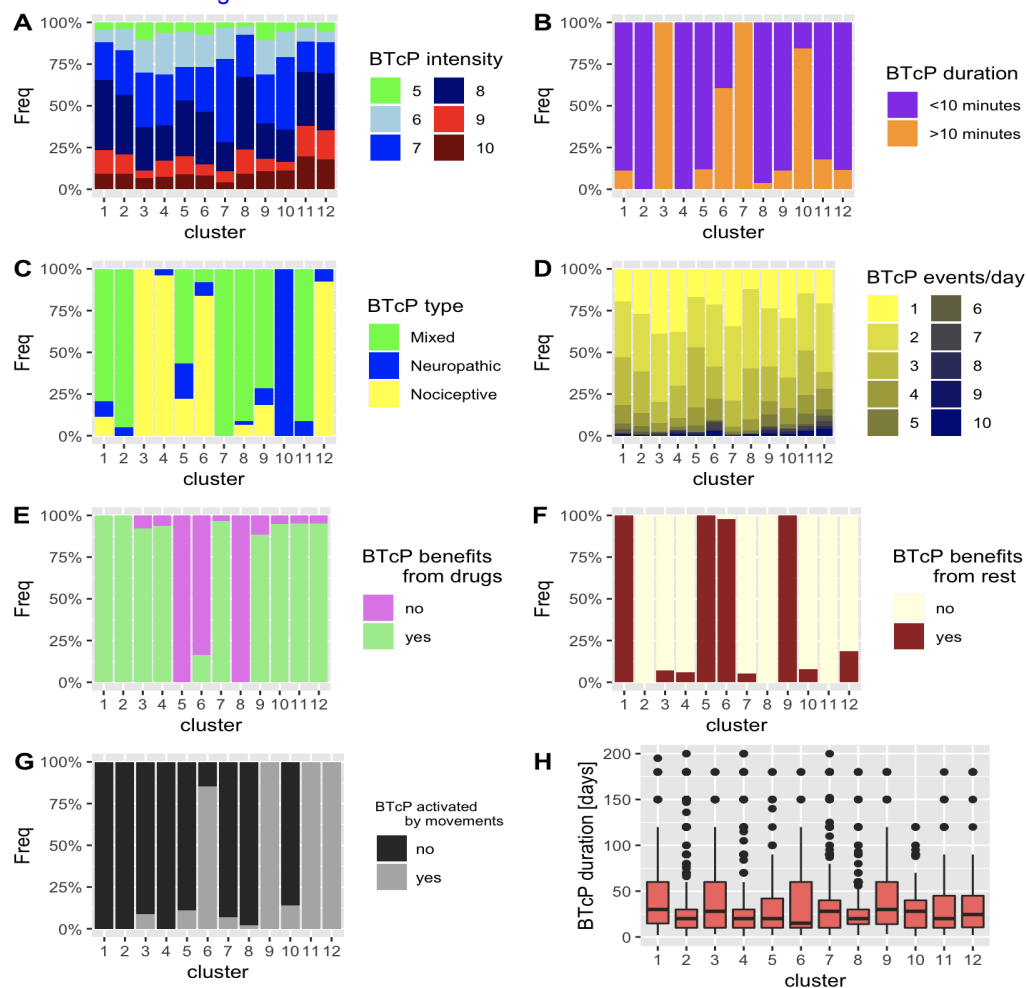 A
100%
75%
50%
25%
0%
Freq
1 2 3 4 5 6 7 8 9 10 11 12
cluster
BTcP intensity
5 8
6 9
7 10
B
100%
75%
50%
25%
0%
Freq
1 2 3 4 5 6 7 8 9 10 11 12
cluster
BTcP duration
<10 minutes
>10 minutes
C
100%
75%
50%
25%
0%
Freq
1 2 3 4 5 6 7 8 9 10 11 12
cluster
BTcP type
Mixed
Neuropathic
Nociceptive
D
100%
75%
50%
25%
0%
Freq
1 2 3 4 5 6 7 8 9 10 11 12
cluster
BTcP events/day
1 6
2 7
3 8
4 9
5 10
E
100%
75%
50%
25%
0%
Freq
1 2 3 4 5 6 7 8 9 10 11 12
cluster
BTcP benefits
from drugs
no
yes
F
100%
75%
50%
25%
0%
Freq
1 2 3 4 5 6 7 8 9 10 11 12
cluster
BTcP benefits
from rest
no
yes
G
100%
75%
50%
25%
0%
Freq
1 2 3 4 5 6 7 8 9 10 11 12
cluster
BTcP activated
by movements
no
yes
H
200
150
100
50
0
BTcP duration [days]
1 2 3 4 5 6 7 8 9 10 11 12
cluster